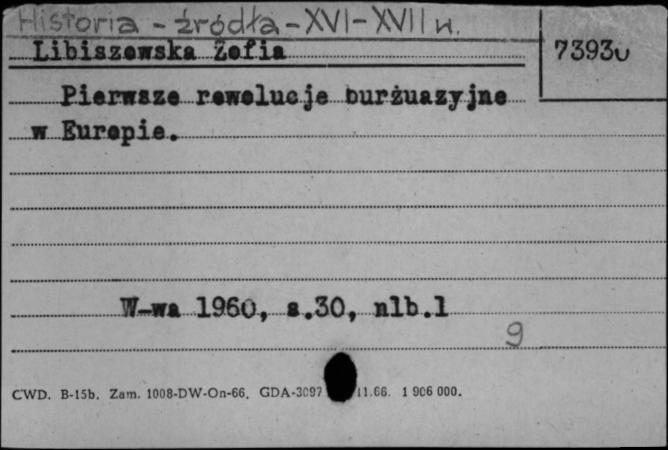 Historia - źródła - XVI-XVII w.
Libiszewska Zofia
7393
Pierwsze rewolucje burżuazyjne
w Europie.
W-wa 1960, s.30, nlb.1
9
CWD. B-15b. Zam. 1008-DW-On-66. GDA-3097 11.66. 1 906 000.